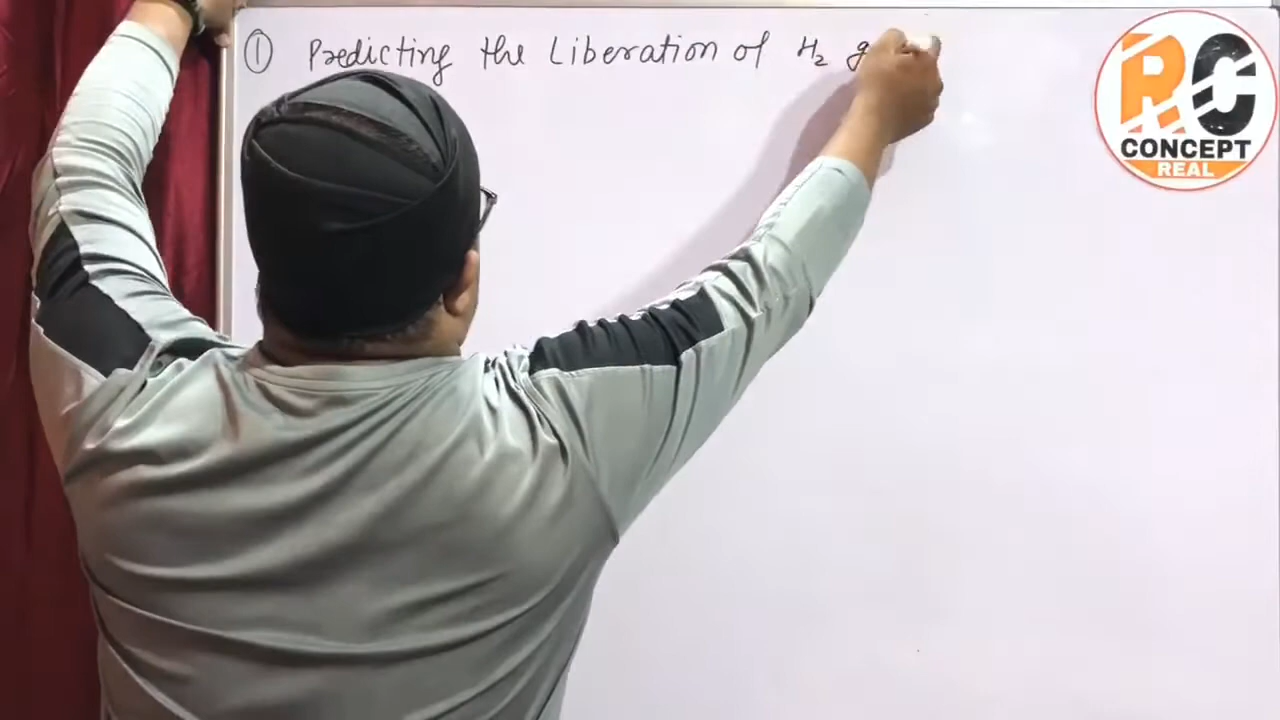 ① Predicting the Liberation of H₂ g
RC
CONCEPT
REAL